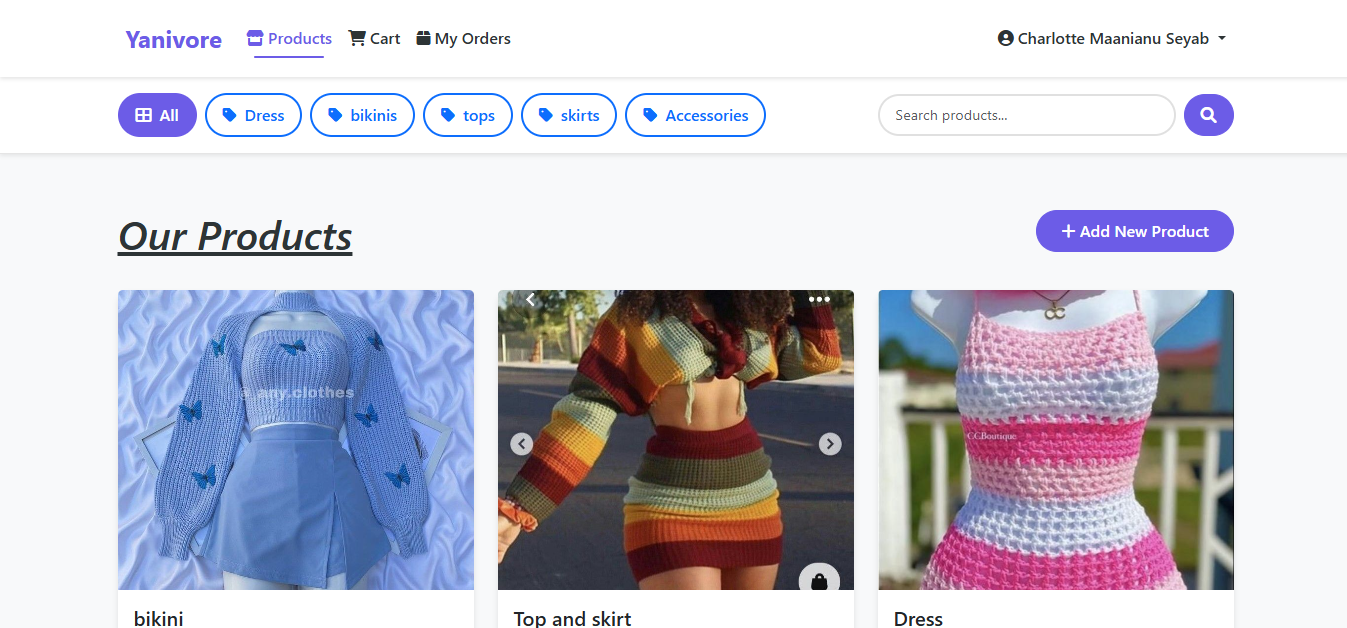 Yanivore Products Cart My Orders Charlotte Maanianu Seyab
All Dress bikinis tops skirts Accessories Search products...
Our Products
Add New Product
any.clothes
CCBoutique
bikini Top and skirt Dress